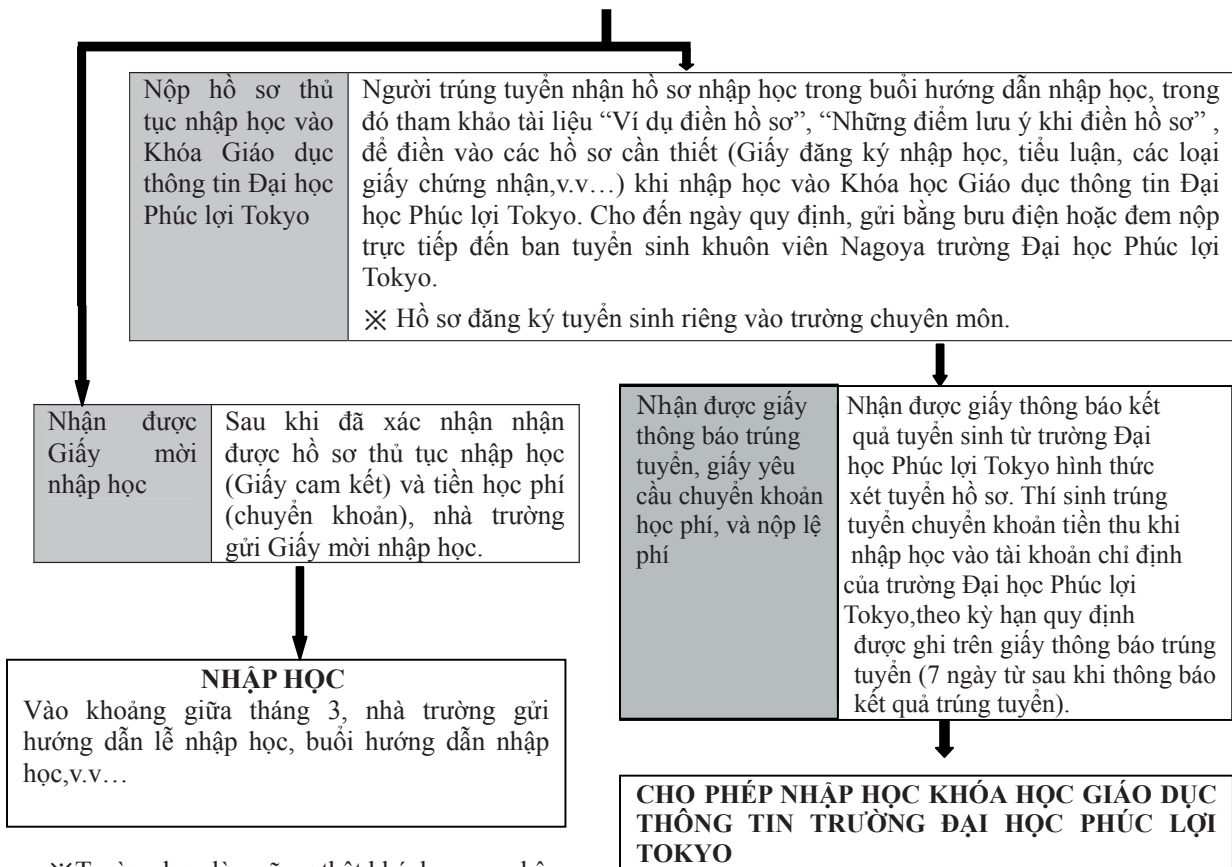 Nộp hồ sơ thủ
tục nhập học vào
Khóa Giáo dục
thông tin Đại học
Phúc lợi Tokyo
Người trúng tuyển nhận hồ sơ nhập học trong buổi hướng dẫn nhập học, trong
đó tham khảo tài liệu “Ví dụ điền hồ sơ”, “Những điểm lưu ý khi điền hồ sơ” ,
để điền vào các hồ sơ cần thiết (Giấy đăng ký nhập học, tiểu luận, các loại
giấy chứng nhận,v.v…) khi nhập học vào Khóa học Giáo dục thông tin Đại
học Phúc lợi Tokyo. Cho đến ngày quy định, gửi bằng bưu điện hoặc đem nộp
trực tiếp đến ban tuyển sinh khuôn viên Nagoya trường Đại học Phúc lợi
Tokyo.
※ Hồ sơ đăng ký tuyển sinh riêng vào trường chuyên môn.
Nhận được
Giấy mời
nhập học
Sau khi đã xác nhận nhận
được hồ sơ thủ tục nhập học
(Giấy cam kết) và tiền học phí
(chuyển khoản), nhà trường
gửi Giấy mời nhập học.
Nhận được giấy
thông báo trúng
tuyển, giấy yêu
cầu chuyển khoản
học phí, và nộp lệ
phí
Nhận được giấy thông báo kết
quả tuyển sinh từ trường Đại
học Phúc lợi Tokyo hình thức
xét tuyển hồ sơ. Thí sinh trúng
tuyển chuyển khoản tiền thu khi
nhập học vào tài khoản chỉ định
của trường Đại học Phúc lợi
Tokyo,theo kỳ hạn quy định
được ghi trên giấy thông báo trúng
tuyển (7 ngày từ sau khi thông báo
kết quả trúng tuyển).
NHẬP HỌC
Vào khoảng giữa tháng 3, nhà trường gửi
hướng dẫn lễ nhập học, buổi hướng dẫn nhập
học,v.v…
CHO PHÉP NHẬP HỌC KHÓA HỌC GIÁO DỤC
THÔNG TIN TRƯỜNG ĐẠI HỌC PHÚC LỢI
TOKYO